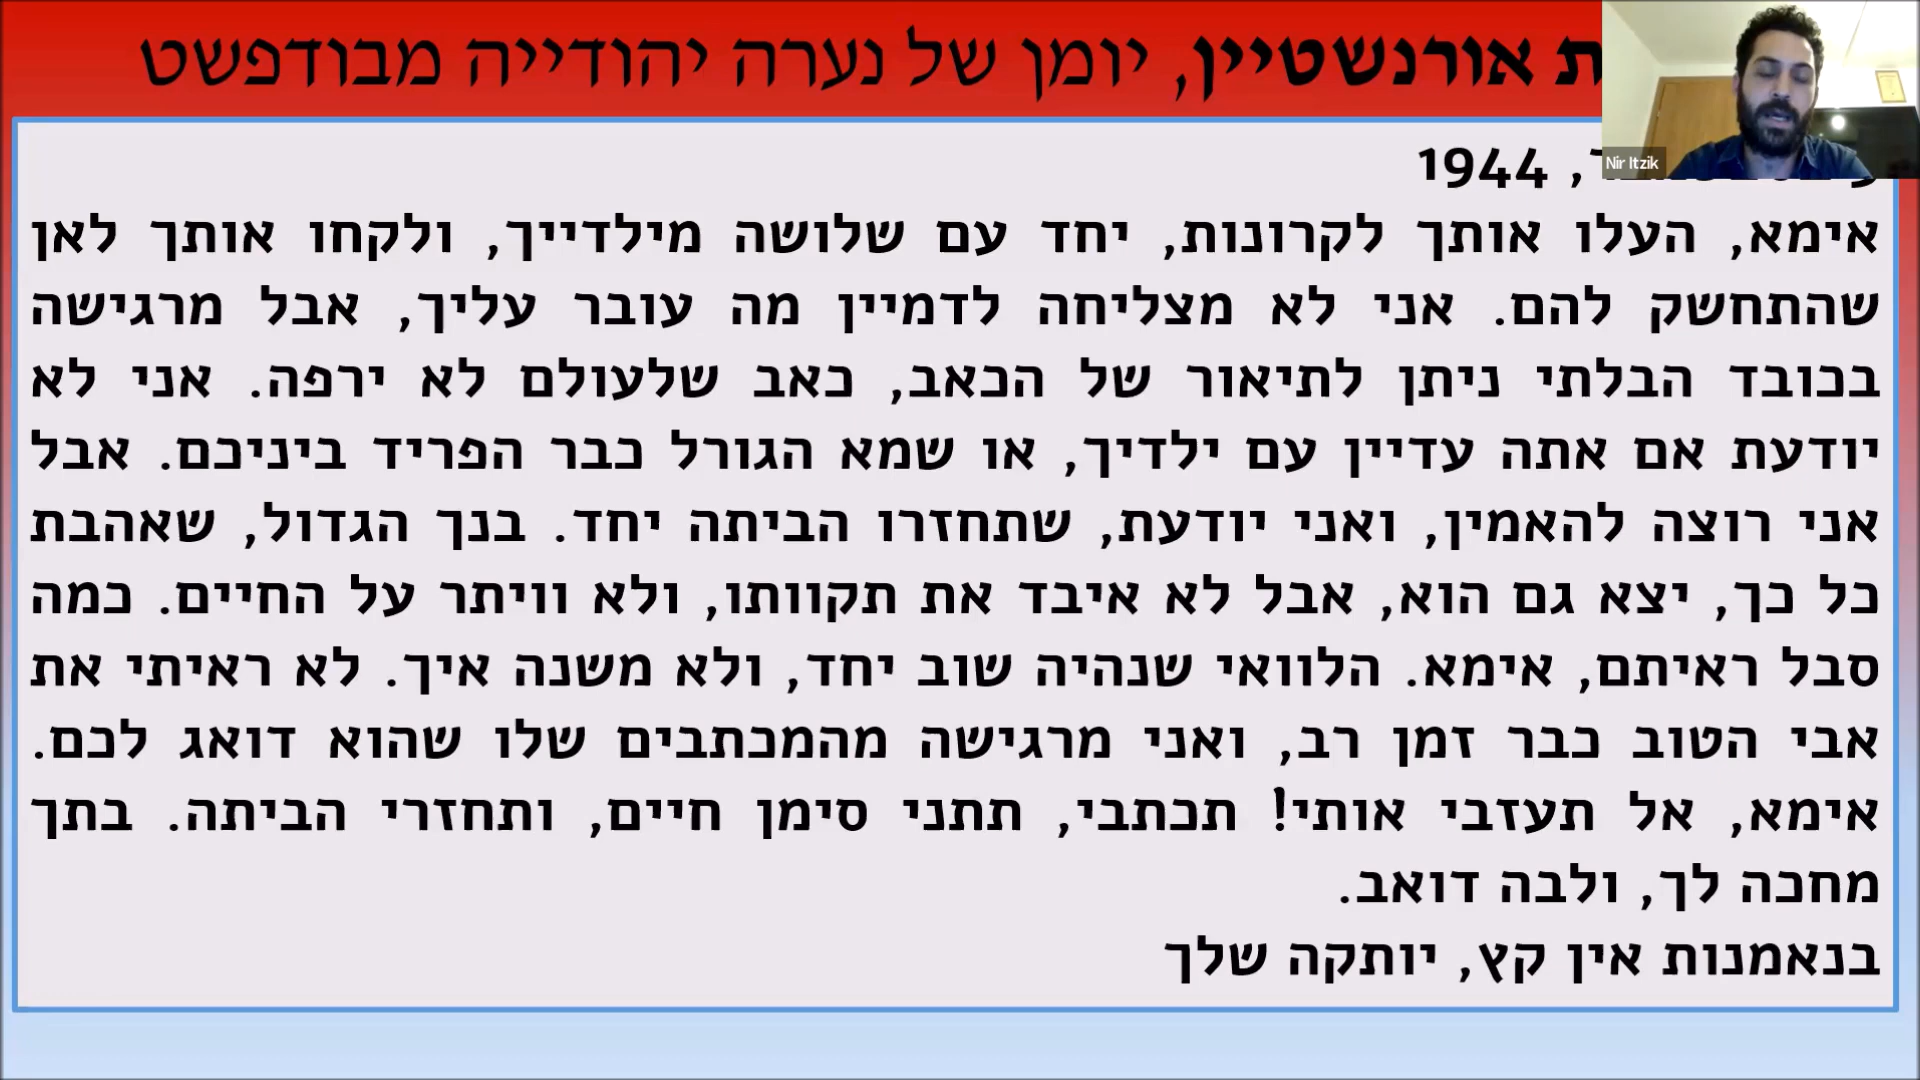 אורנשטיין, יומן של נערה יהודייה מבודפשט
Nir Itzik
1944
אימא, העלו אותך לקרונות, יחד עם שלושה מילדייך, ולקחו אותך לאן
שהתחשק להם. אני לא מצליחה לדמיין מה עובר עליך, אבל מרגישה
בכובד הבלתי ניתן לתיאור של הכאב, כאב שלעולם לא ירפה. אני לא
יודעת אם אתה עדיין עם ילדיך, או שמא הגורל כבר הפריד ביניכם. אבל
אני רוצה להאמין, ואני יודעת, שתחזרו הביתה יחד. בנך הגדול, שאהבת
כל כך, יצא גם הוא, אבל לא איבד את תקוותו, ולא וויתר על החיים. כמה
סבל ראיתם, אימא. הלוואי שנהיה שוב יחד, ולא משנה איך. לא ראיתי את
אבי הטוב כבר זמן רב, ואני מרגישה מהמכתבים שלו שהוא דואג לכם.
אימא, אל תעזבי אותי! תכתבי, תתני סימן חיים, ותחזרי הביתה. בתך
מחכה לך, ולבה דואב.
בנאמנות אין קץ, יותקה שלך